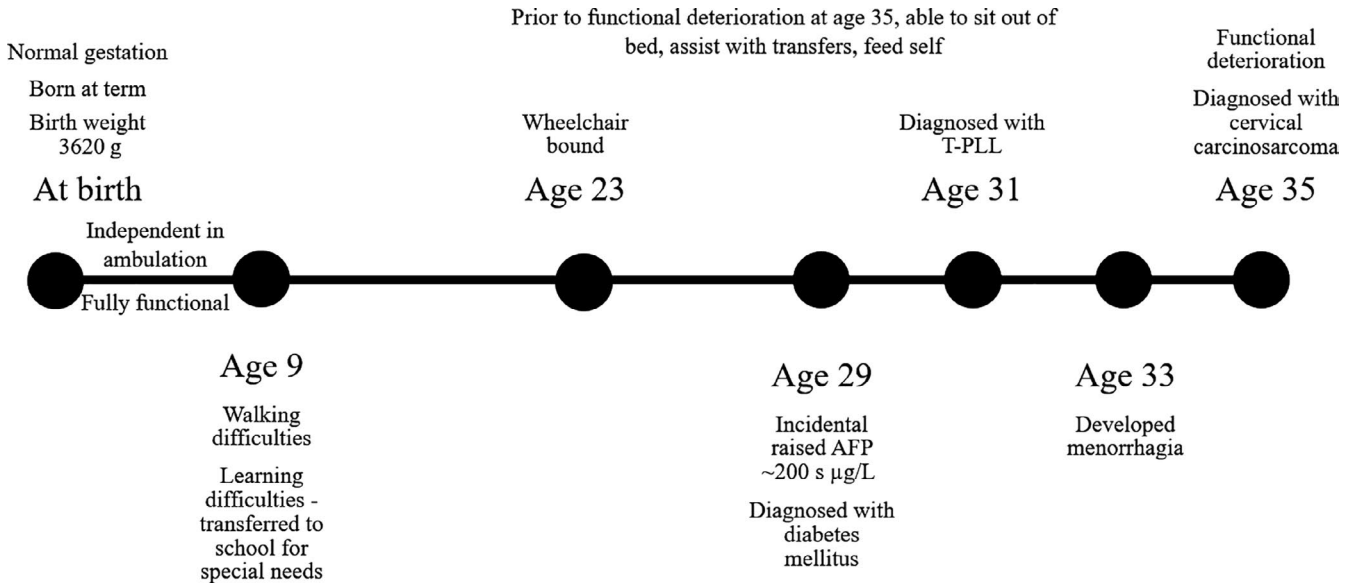 Prior to functional deterioration at age 35, able to sit out of
bed, assist with transfers, feed self
Normal gestation
Born at term
Birth weight
3620 g
At birth
Independent in
ambulation
Fully functional
Age 9
Walking
difficulties
Learning
difficulties -
transferred to
school for
special needs
Wheelchair
bound
Age 23
Age 29
Incidental
raised AFP
~200 s µg/L
Diagnosed with
diabetes
mellitus
Diagnosed with
T-PLL
Age 31
Age 33
Developed
menorrhagia
Functional
deterioration
Diagnosed with
cervical
carcinosarcoma
Age 35